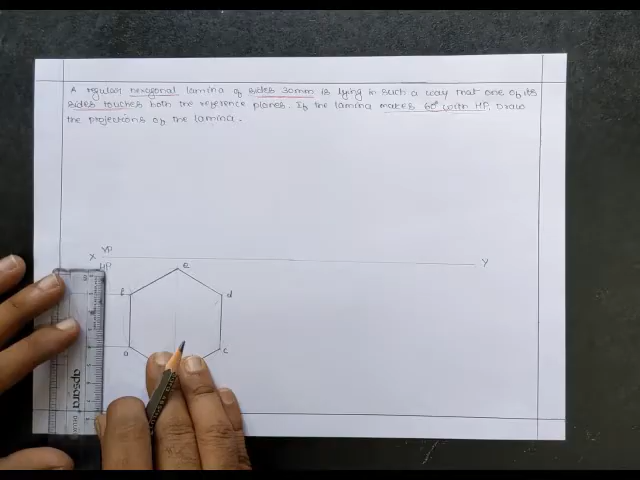 A regular hexagonal lamina of sides 30mm is lying in such a way that one of its
sides touches both the reference planes. If the lamina makes 60° with HP. Draw
the projections of the lamina.
X VP Y
HP
e
f d
a c
apsara